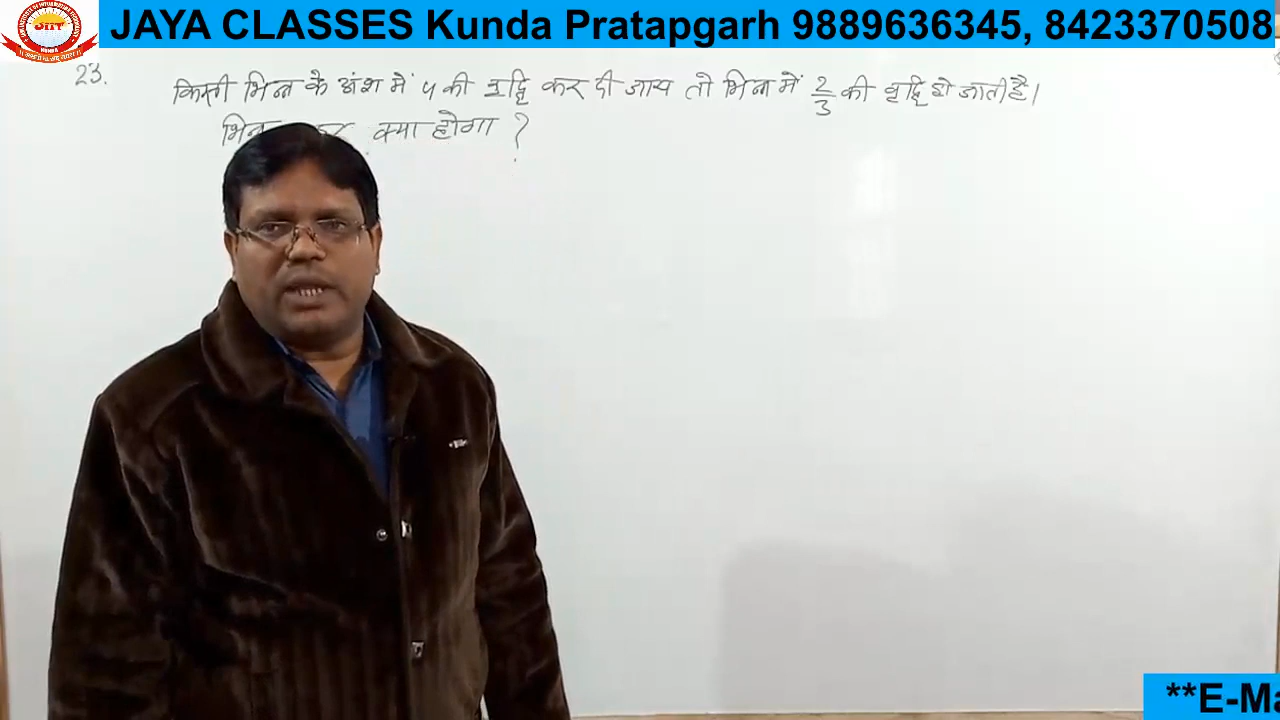 JAYA CLASSES Kunda Pratapgarh 9889636345, 8423370508
23. किसी भिन्न के अंश में 4 की वृद्धि कर दी जाय तो भिन्न में 2/3 की वृद्धि हो जाती है।
क्या होगा ?
**E-Ma